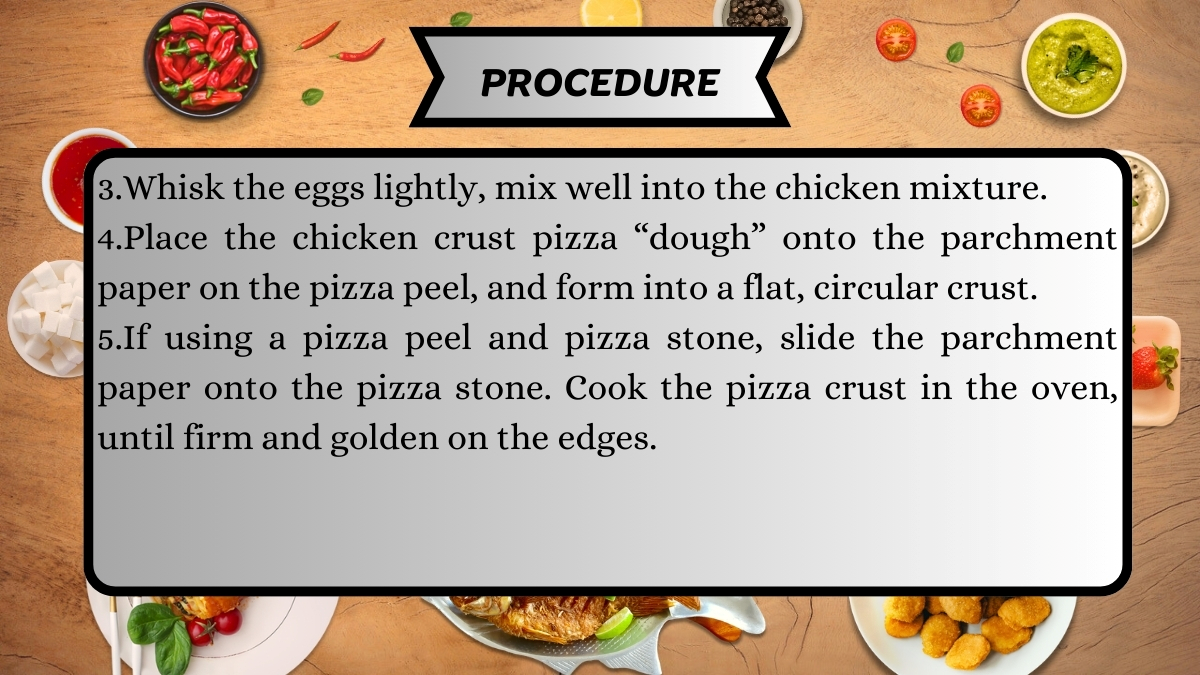 PROCEDURE
3.Whisk the eggs lightly, mix well into the chicken mixture.
4.Place the chicken crust pizza “dough” onto the parchment
paper on the pizza peel, and form into a flat, circular crust.
5.If using a pizza peel and pizza stone, slide the parchment
paper onto the pizza stone. Cook the pizza crust in the oven,
until firm and golden on the edges.